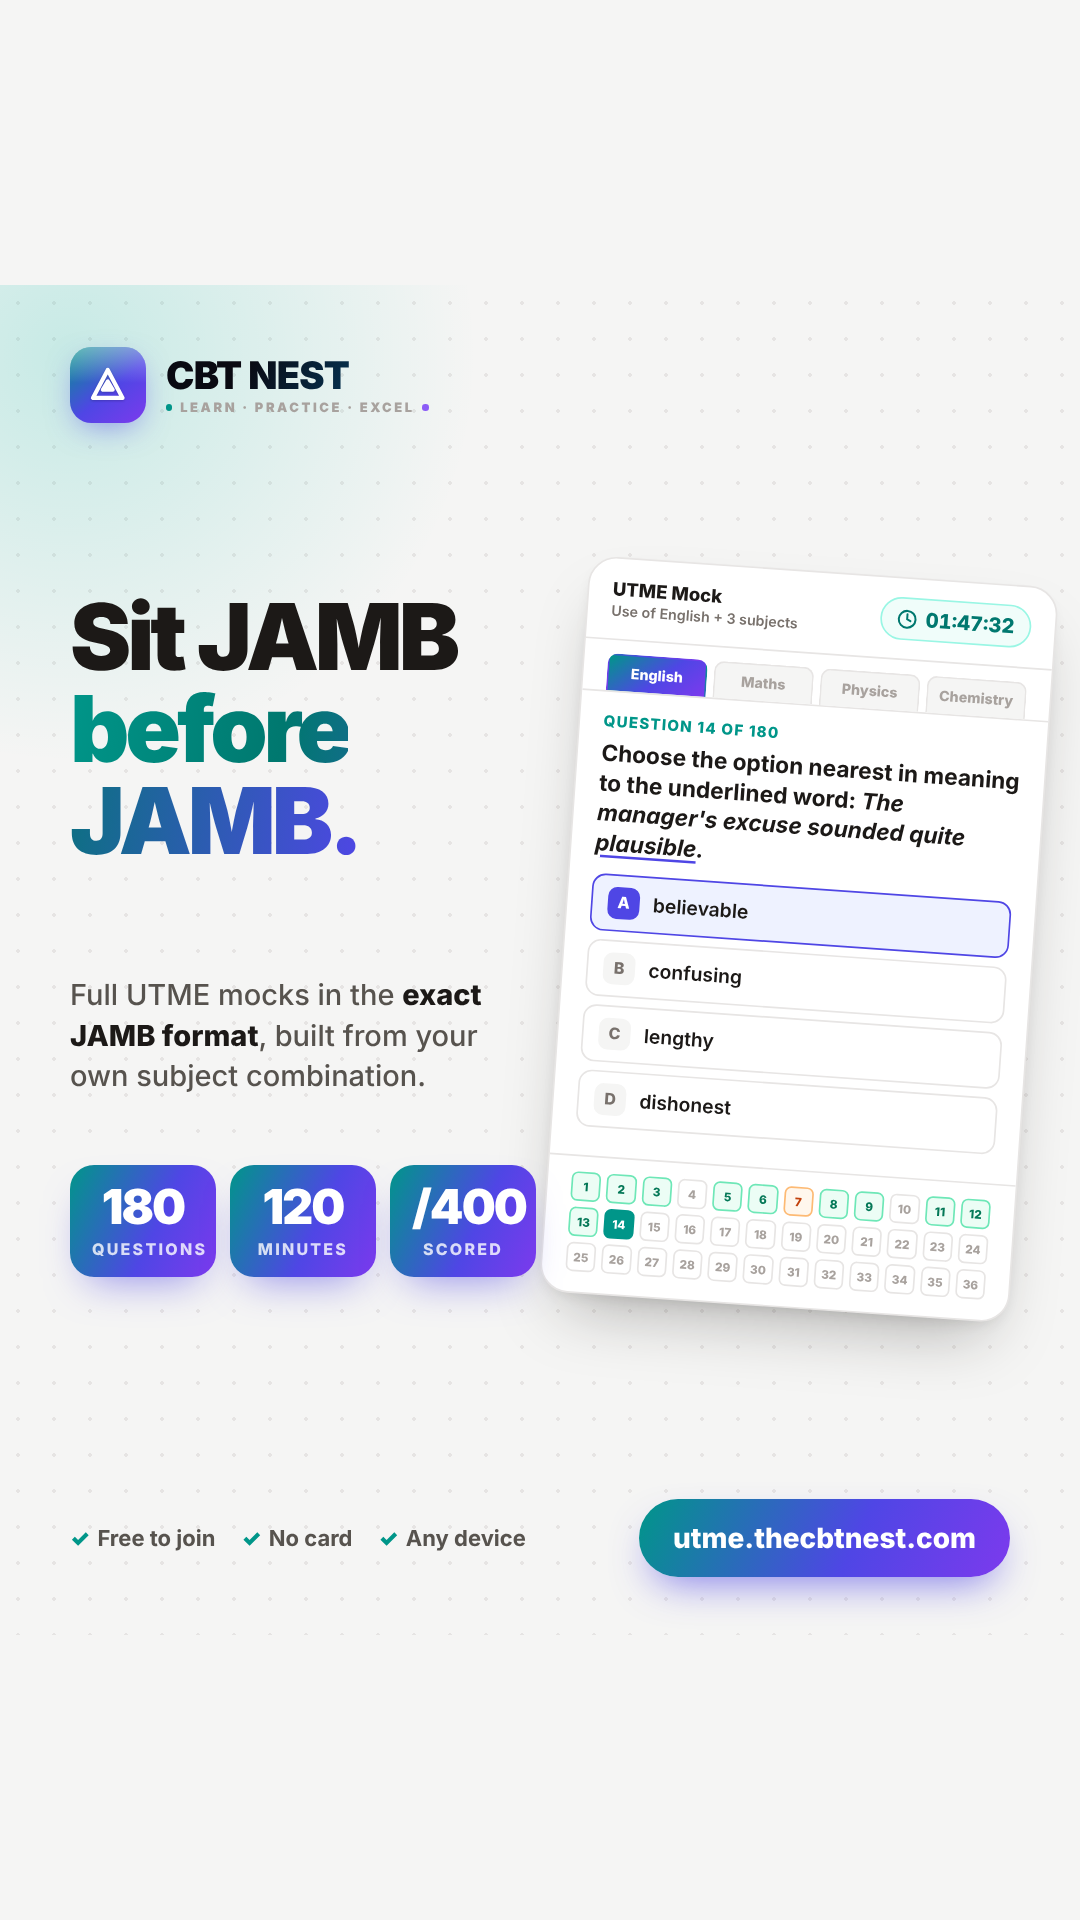 CBT NEST
LEARN · PRACTICE · EXCEL
Sit JAMB
before
JAMB.
Full UTME mocks in the exact
JAMB format, built from your
own subject combination.
180
QUESTIONS
120
MINUTES
/400
SCORED
UTME Mock
Use of English + 3 subjects
01:47:32
English Maths Physics Chemistry
QUESTION 14 OF 180
Choose the option nearest in meaning
to the underlined word: The
manager's excuse sounded quite
plausible.
A believable
B confusing
C lengthy
D dishonest
1 2 3 4 5 6 7 8 9 10 11 12
13 14 15 16 17 18 19 20 21 22 23 24
25 26 27 28 29 30 31 32 33 34 35 36
✓ Free to join ✓ No card ✓ Any device
utme.thecbtnest.com